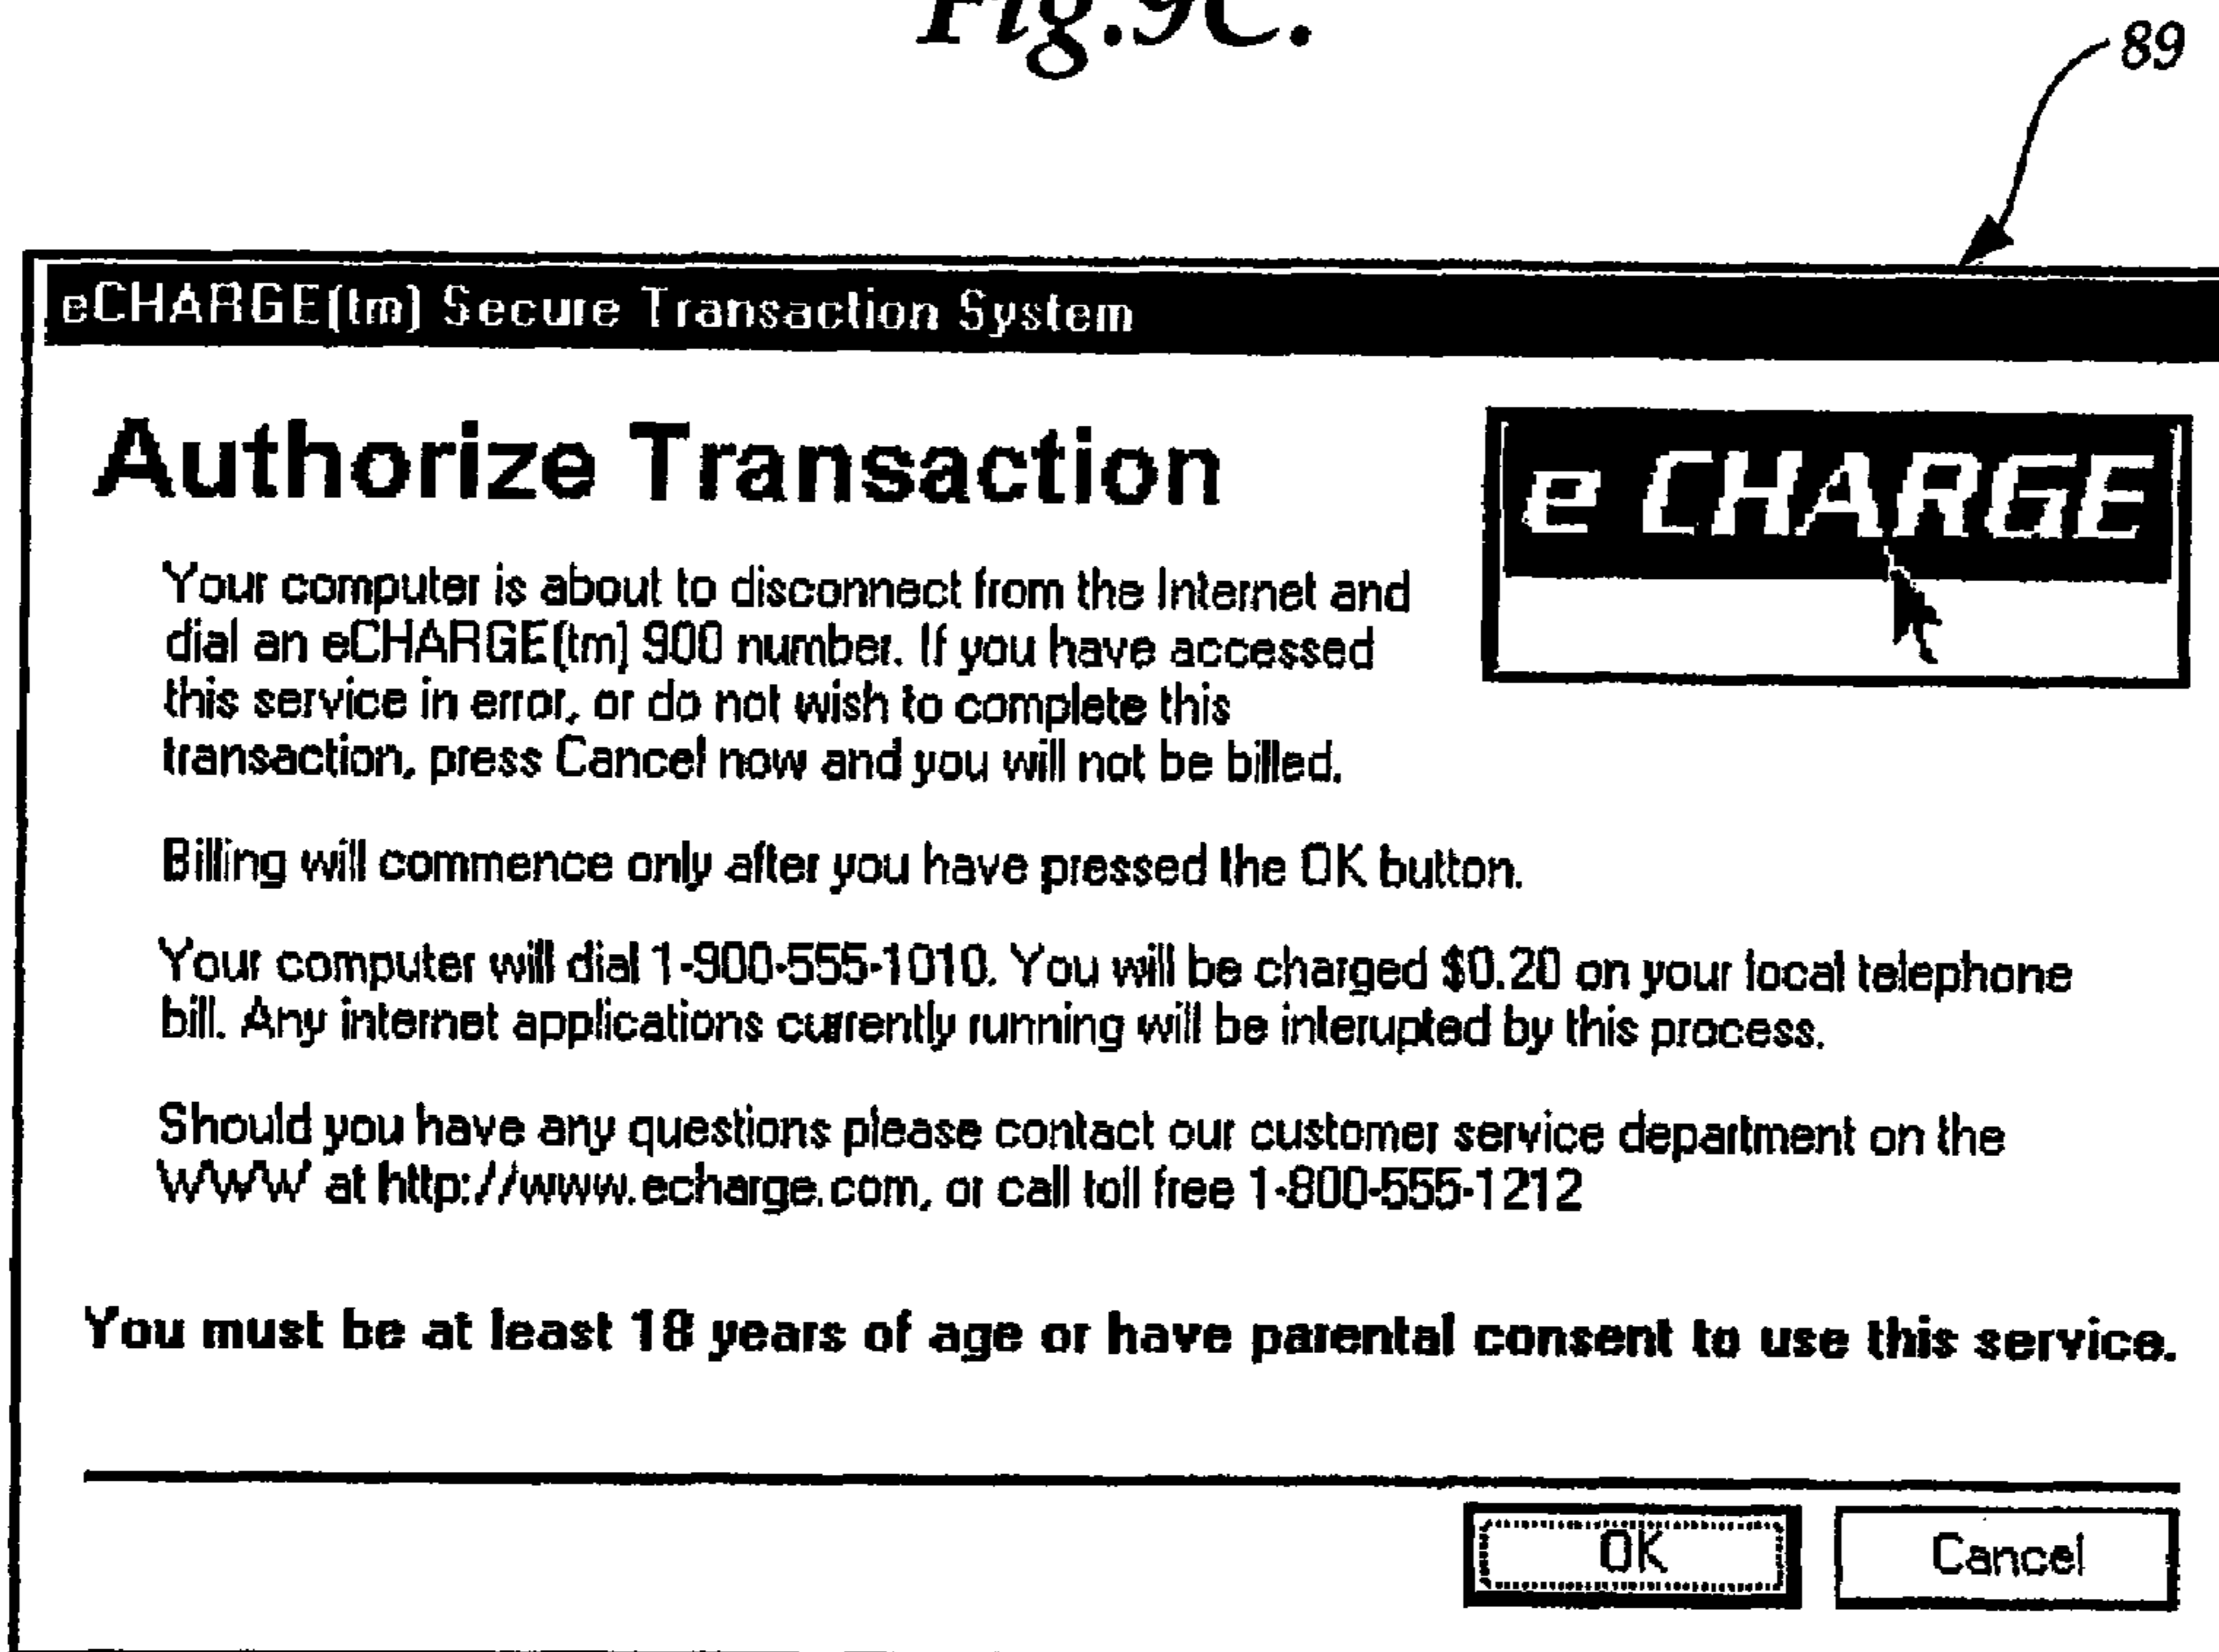 Fig.9C.
89
eCHARGE(tm) Secure Transaction System
Authorize Transaction
e CHARGE
Your computer is about to disconnect from the Internet and
dial an eCHARGE(tm) 900 number. If you have accessed
this service in error, or do not wish to complete this
transaction, press Cancel now and you will not be billed.
Billing will commence only after you have pressed the OK button.
Your computer will dial 1-900-555-1010. You will be charged $0.20 on your local telephone
bill. Any internet applications currently running will be interupted by this process.
Should you have any questions please contact our customer service department on the
WWW at http://www.echarge.com, or call toll free 1-800-555-1212
You must be at least 18 years of age or have parental consent to use this service.
OK
Cancel